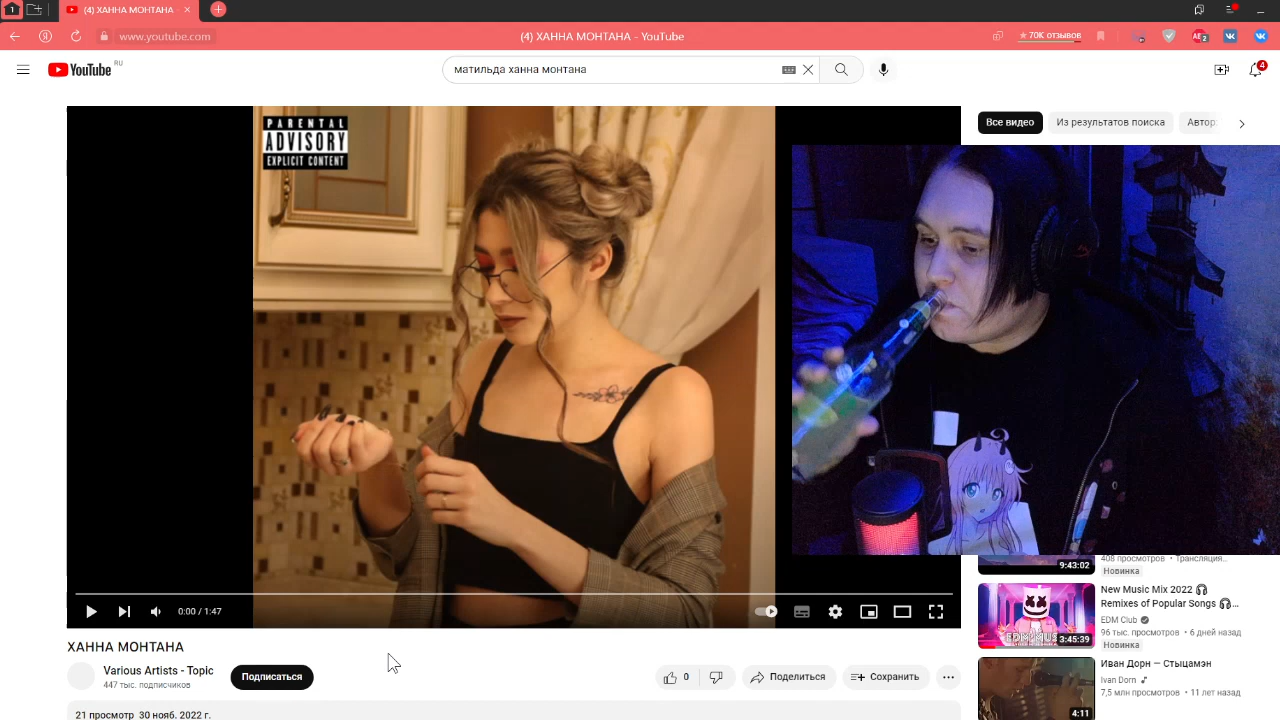 1
(4) ХАННА МОНТАНА -
www.youtube.com
(4) ХАННА МОНТАНА - YouTube
★ 70K отзывов
2
YouTube RU
матильда ханна монтана
4
PARENTAL
ADVISORY
EXPLICIT CONTENT
Все видео
Из результатов поиска
Автор:
0:00 / 1:47
ХАННА МОНТАНА
Various Artists - Topic
447 тыс. подписчиков
Подписаться
0
Поделиться
Сохранить
21 просмотр 30 нояб. 2022 г.
408 просмотров • Трансляция...
9:43:02
Новинка
New Music Mix 2022 🎧
Remixes of Popular Songs 🎧...
EDM Club
96 тыс. просмотров • 6 дней назад
Новинка
3:45:39
Иван Дорн — Стыцамэн
Ivan Dorn
7,5 млн просмотров • 11 лет назад
4:11